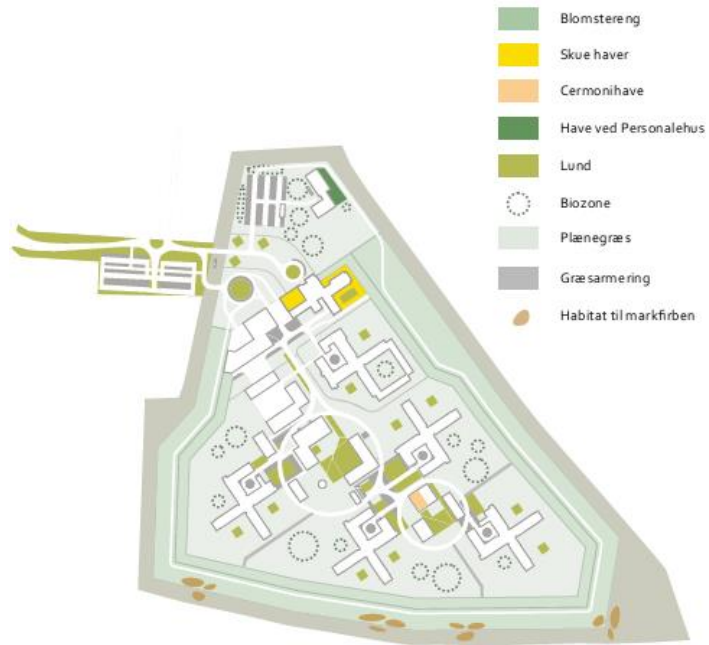 Blomstereng
Skue haver
Cermonihave
Have ved Personalehus
Lund
Biozone
Plænegræs
Græsarmering
Habitat til markfirben